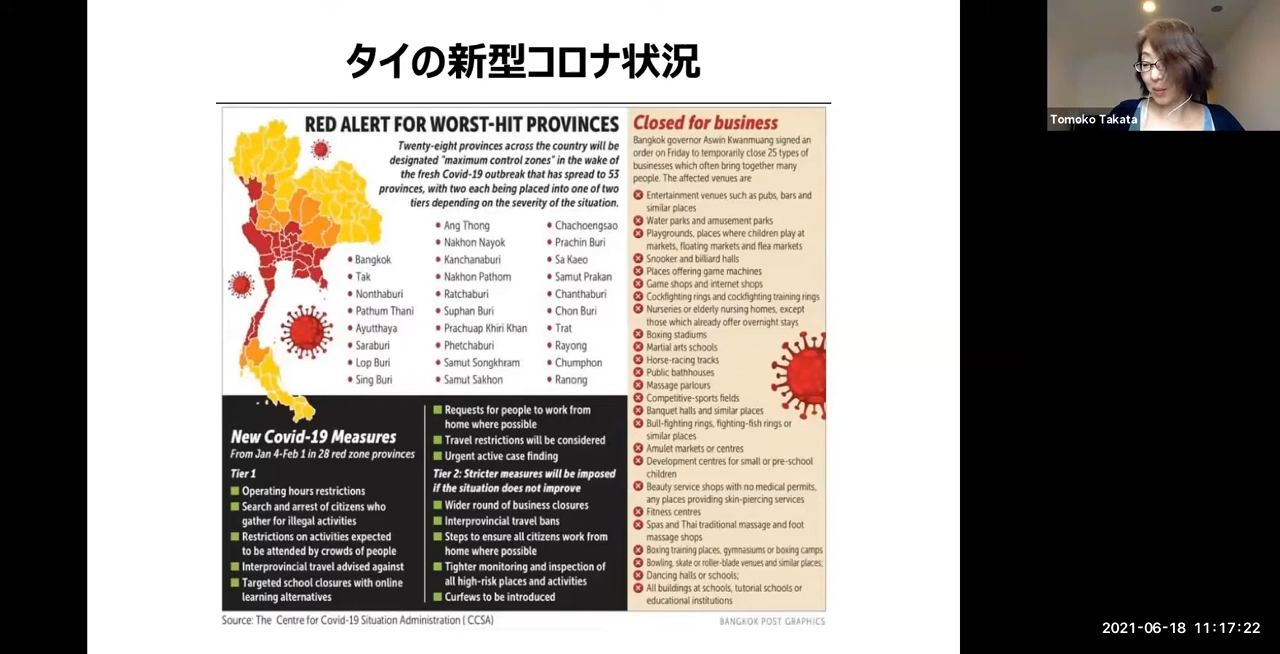 タイの新型コロナ状況
RED ALERT FOR WORST-HIT PROVINCES
Twenty-eight provinces across the country will be
designated "maximum control zones" in the wake of
the fresh Covid-19 outbreak that has spread to 53
provinces, with two each being placed into one of two
tiers depending on the severity of the situation.
• Bangkok
• Tak
• Nonthaburi
• Pathum Thani
• Ayutthaya
• Saraburi
• Lop Buri
• Sing Buri
• Ang Thong
• Nakhon Nayok
• Kanchanaburi
• Nakhon Pathom
• Ratchaburi
• Suphan Buri
• Prachuap Khiri Khan
• Phetchaburi
• Samut Songkhram
• Samut Sakhon
• Chachoengsao
• Prachin Buri
• Sa Kaeo
• Samut Prakan
• Chanthaburi
• Chon Buri
• Trat
• Rayong
• Chumphon
• Ranong
New Covid-19 Measures
From Jan 4-Feb 1 in 28 red zone provinces
Tier 1
Operating hours restrictions
Search and arrest of citizens who
gather for illegal activities
Restrictions on activities expected
to be attended by crowds of people
Interprovincial travel advised against
Targeted school closures with online
learning alternatives
Requests for people to work from
home where possible
Travel restrictions will be considered
Urgent active case finding
Tier 2: Stricter measures will be imposed
if the situation does not improve
Wider round of business closures
Interprovincial travel bans
Steps to ensure all citizens work from
home where possible
Tighter monitoring and inspection of
all high-risk places and activities
Curfews to be introduced
Closed for business
Bangkok governor Aswin Kwanmuang signed an
order on Friday to temporarily close 25 types of
businesses which often bring together many
people. The affected venues are
Entertainment venues such as pubs, bars and
similar places
Water parks and amusement parks
Playgrounds, places where children play at
markets, floating markets and flea markets
Snooker and billiard halls
Places offering game machines
Game shops and internet shops
Cockfighting rings and cockfighting training rings
Nurseries or elderly nursing homes, except
those which already offer overnight stays
Boxing stadiums
Martial arts schools
Horse-racing tracks
Public bathhouses
Massage parlours
Competitive-sports fields
Banquet halls and similar places
Bull-fighting rings, fighting-fish rings or
similar places
Amulet markets or centres
Development centres for small or pre-school
children
Beauty service shops with no medical permits,
any places providing skin-piercing services
Fitness centres
Spas and Thai traditional massage and foot
massage shops
Boxing training places, gymnasiums or boxing camps
Bowling, skate or roller-blade venues and similar places;
Dancing halls or schools;
All buildings at schools, tutorial schools or
educational institutions
Source: The Centre for Covid-19 Situation Administration ( CCSA)
BANGKOK POST GRAPHICS
Tomoko Takata
2021-06-18 11:17:22